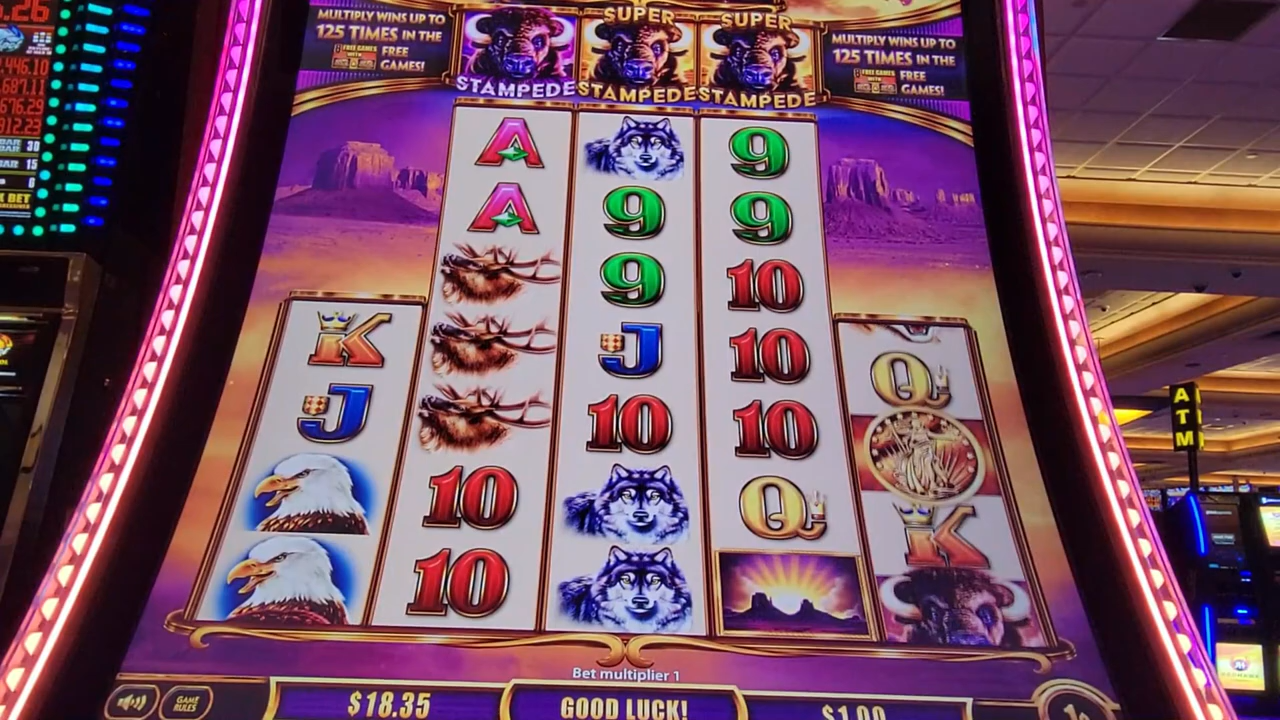 MULTIPLY WINS UP TO
125 TIMES IN THE
FREE
GAMES!
STAMPEDE
SUPER
STAMPEDE
SUPER
STAMPEDE
MULTIPLY WINS UP TO
125 TIMES IN THE
FREE
GAMES!
A
9
A
9
9
9
10
K
J
10
Q
J
10
10
10
Q
K
10
10
Bet multiplier 1
GAME
RULES
$18.35
GOOD LUCK!
$1.00
ATM